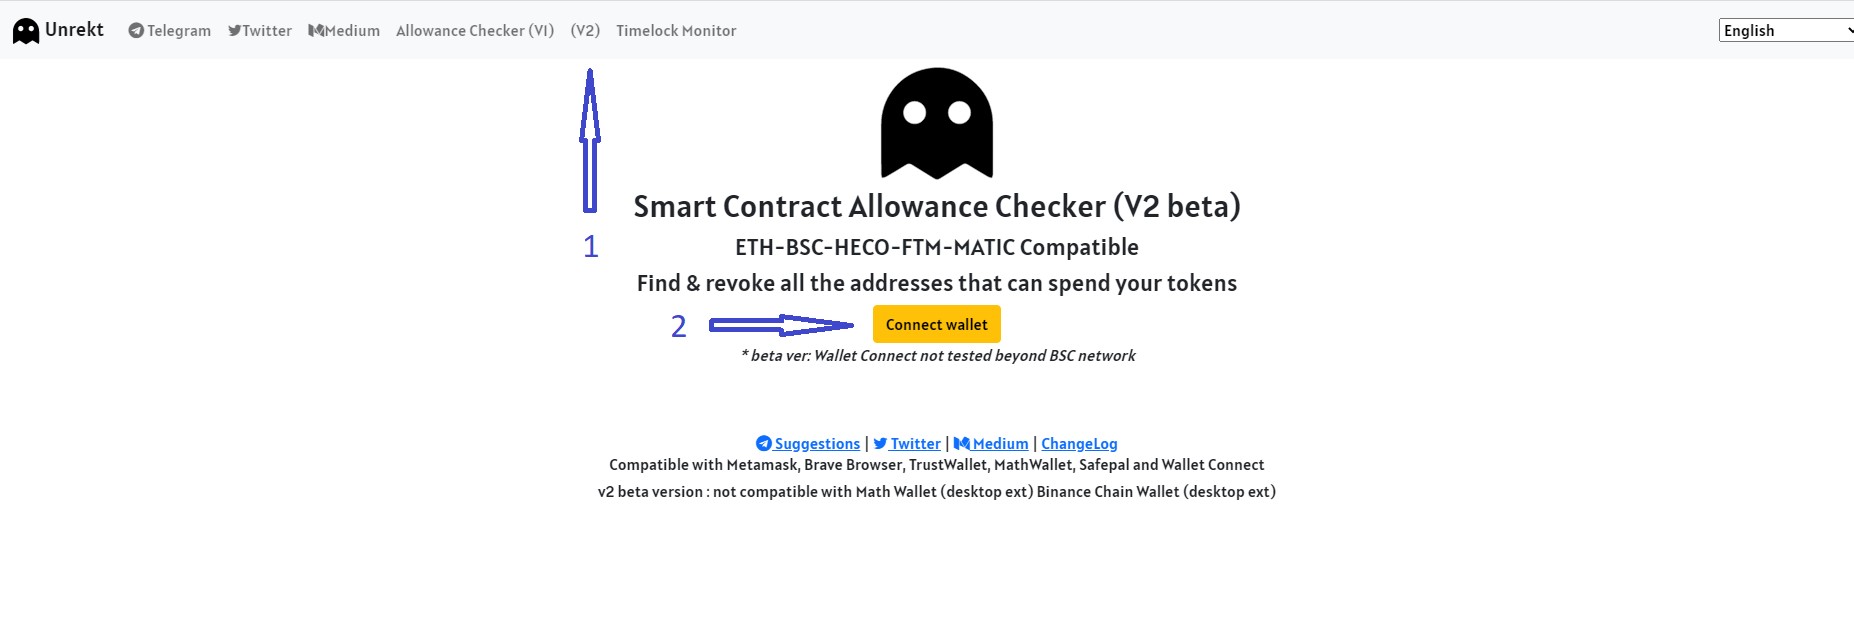 Unrekt Telegram Twitter Medium Allowance Checker (V1) (V2) Timelock Monitor English
Smart Contract Allowance Checker (V2 beta)
1 ETH-BSC-HECO-FTM-MATIC Compatible
Find & revoke all the addresses that can spend your tokens
2 Connect wallet
* beta ver: Wallet Connect not tested beyond BSC network
Suggestions | Twitter | Medium | ChangeLog
Compatible with Metamask, Brave Browser, TrustWallet, MathWallet, Safepal and Wallet Connect
v2 beta version : not compatible with Math Wallet (desktop ext) Binance Chain Wallet (desktop ext)